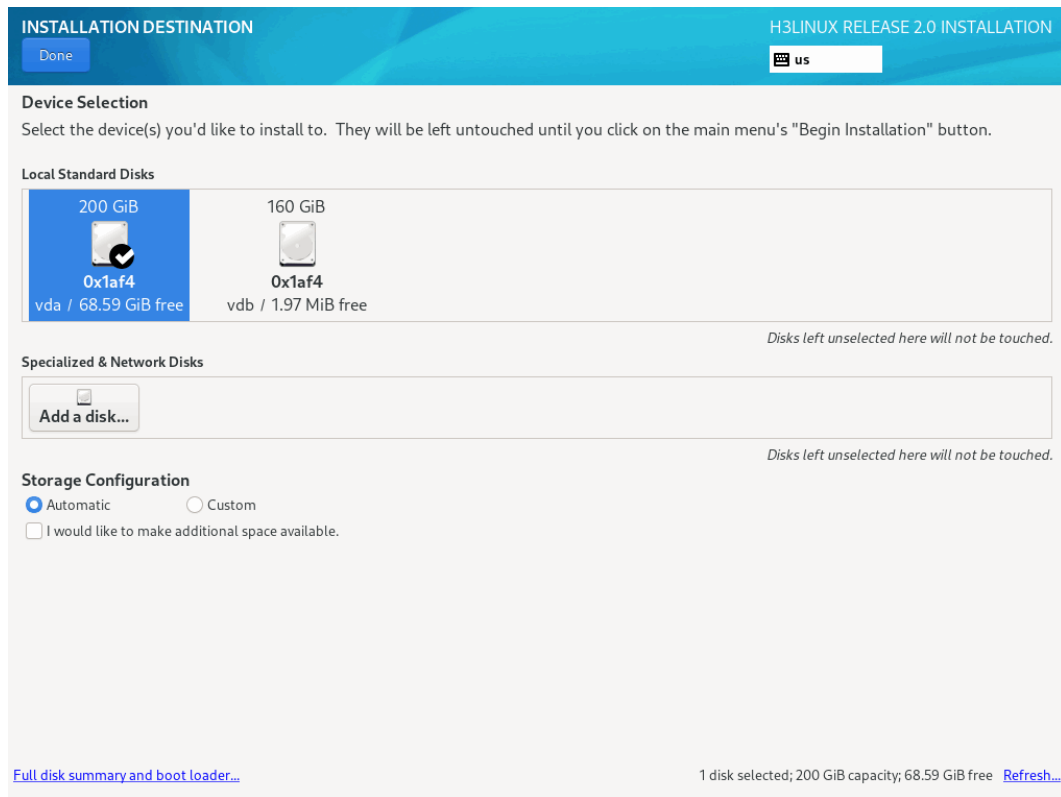 INSTALLATION DESTINATION
H3LINUX RELEASE 2.0 INSTALLATION
Done
us
Device Selection
Select the device(s) you'd like to install to. They will be left untouched until you click on the main menu's "Begin Installation" button.
Local Standard Disks
200 GiB
0x1af4
vda / 68.59 GiB free
160 GiB
0x1af4
vdb / 1.97 MiB free
Disks left unselected here will not be touched.
Specialized & Network Disks
Add a disk...
Disks left unselected here will not be touched.
Storage Configuration
Automatic
Custom
I would like to make additional space available.
Full disk summary and boot loader...
1 disk selected; 200 GiB capacity; 68.59 GiB free
Refresh...